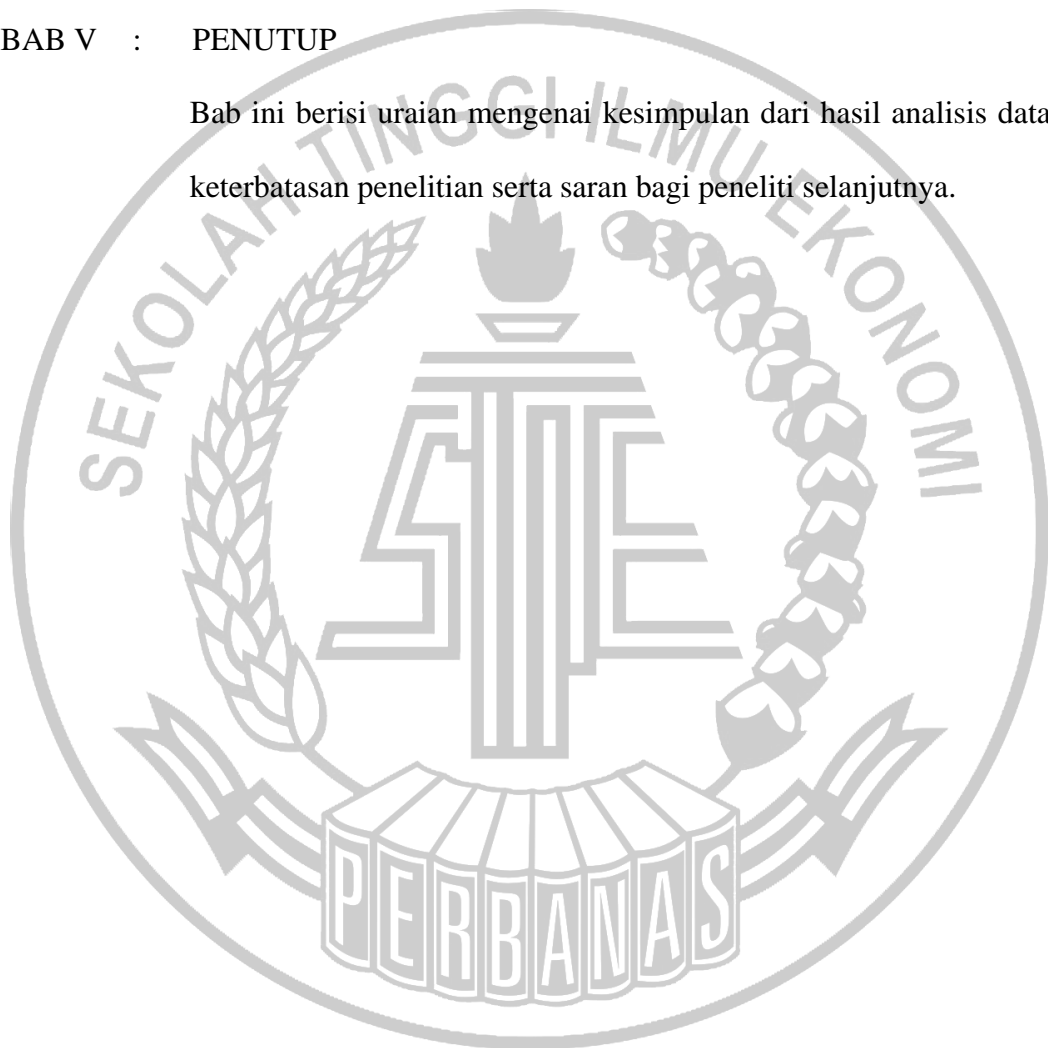 BAB V : PENUTUP
Bab ini berisi uraian mengenai kesimpulan dari hasil analisis data
keterbatasan penelitian serta saran bagi peneliti selanjutnya.
SEKOLAH TINGGI ILMU EKONOMI
STIE
PERBANAS